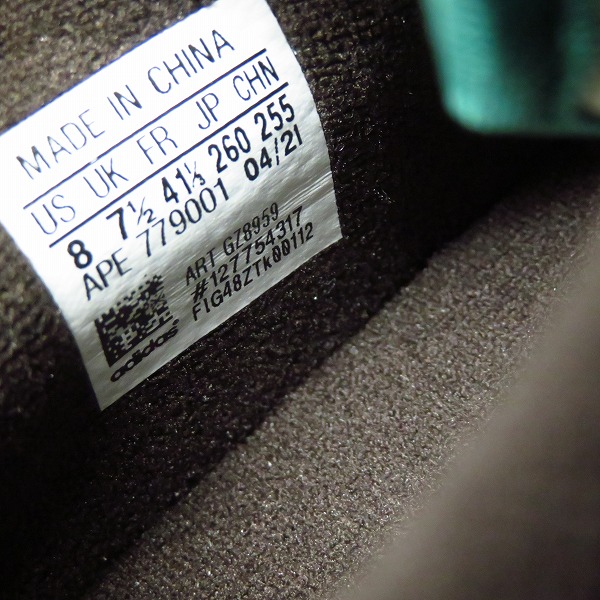 MADE IN CHINA
US UK FR JP CHN
8 7½ 41⅓ 260 255
APE 779001 04/21
ART GZ8959
#127754317
FIG48ZTK00112
adidas